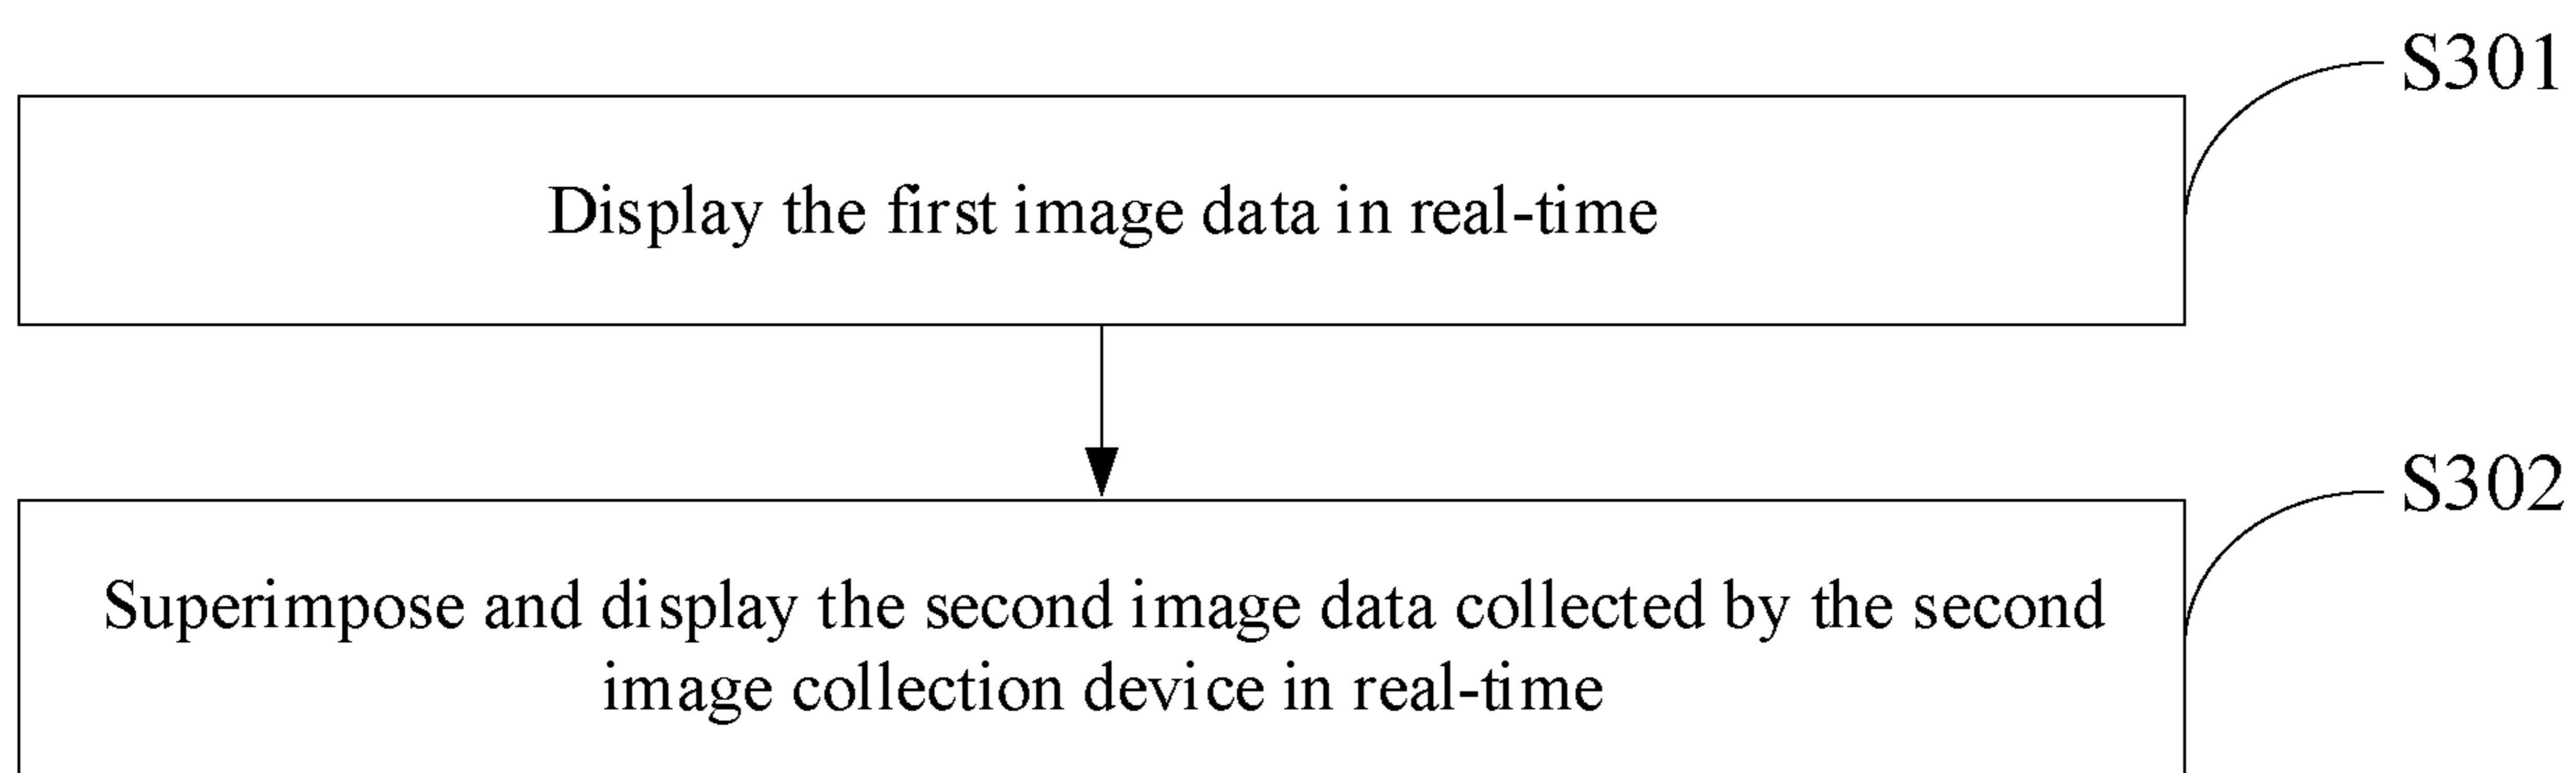 S301
Display the first image data in real-time
S302
Superimpose and display the second image data collected by the second
image collection device in real-time